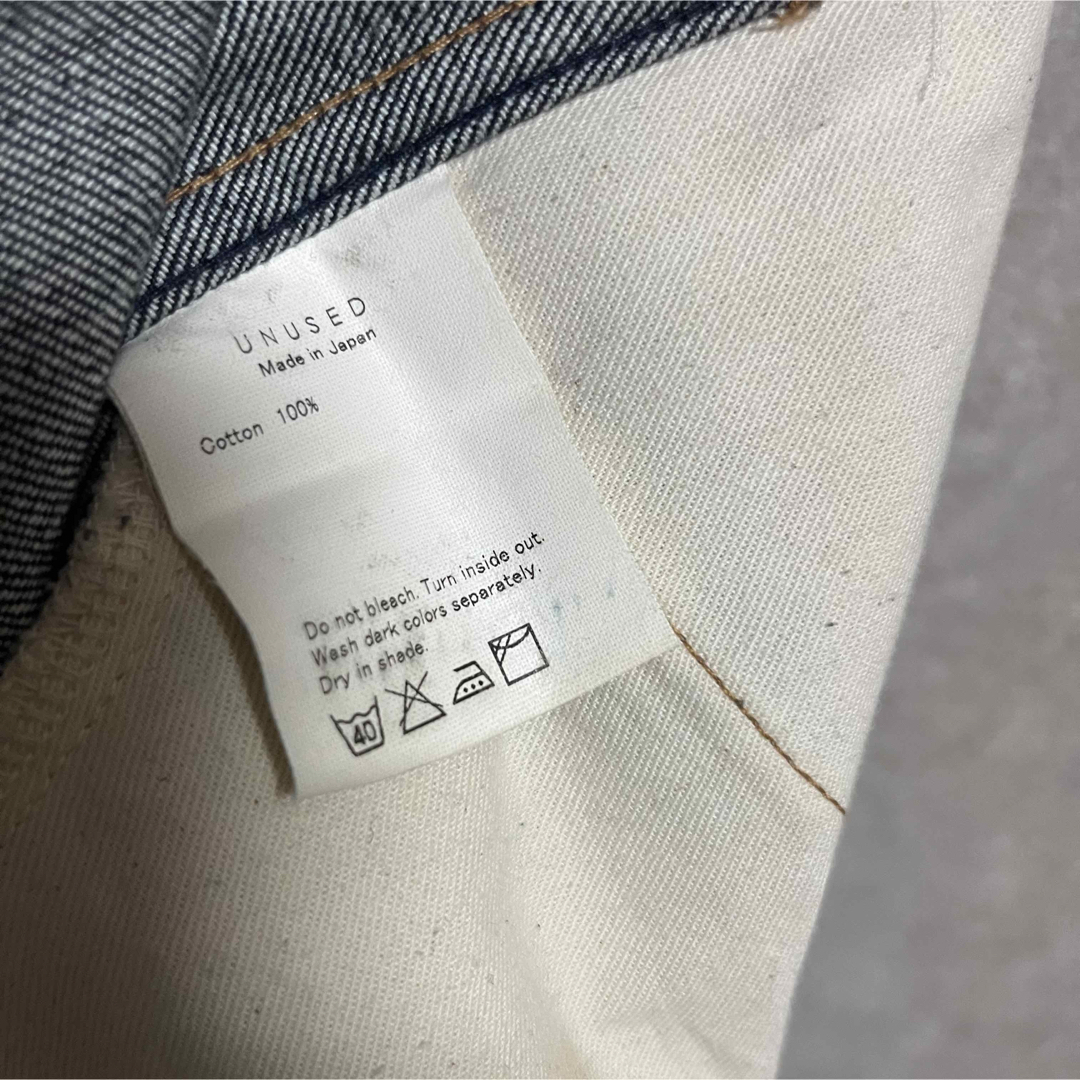 UNUSED
Made in Japan
Cotton 100%
Do not bleach. Turn inside out.
Wash dark colors separately.
Dry in shade.
40